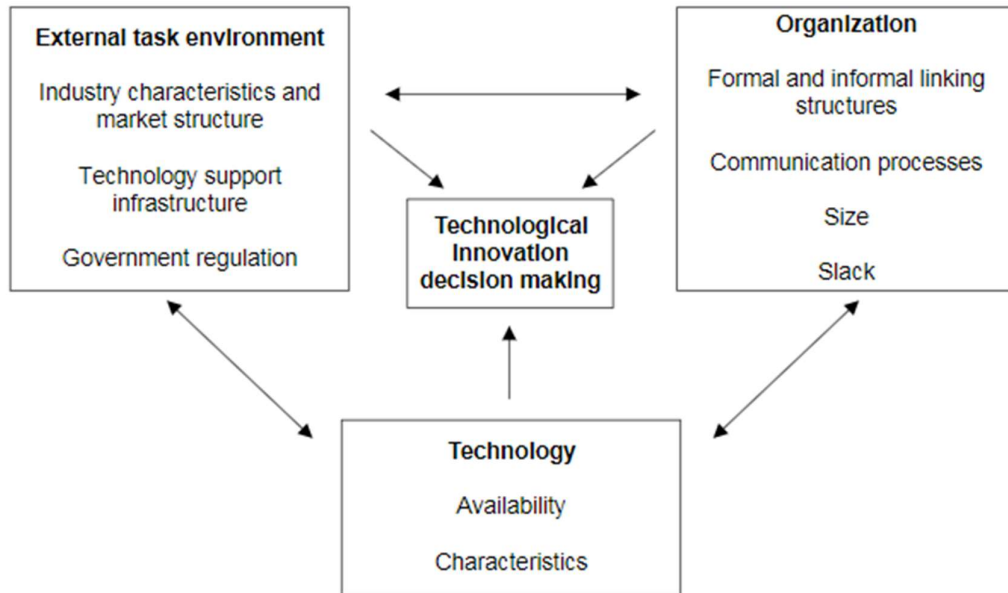 External task environment
Industry characteristics and
market structure
Technology support
infrastructure
Government regulation
Organization
Formal and informal linking
structures
Communication processes
Size
Slack
Technological
innovation
decision making
Technology
Availability
Characteristics